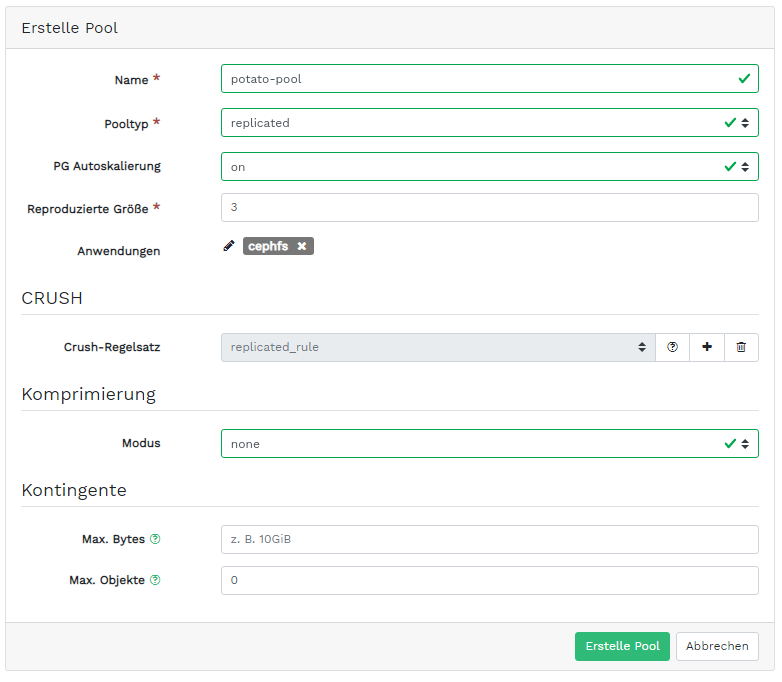 Erstelle Pool
Name *
potato-pool
Pooltyp *
replicated
PG Autoskalierung
on
Reproduzierte Größe *
3
Anwendungen
cephfs
CRUSH
Crush-Regelsatz
replicated_rule
Komprimierung
Modus
none
Kontingente
Max. Bytes
z. B. 10GiB
Max. Objekte
0
Erstelle Pool Abbrechen